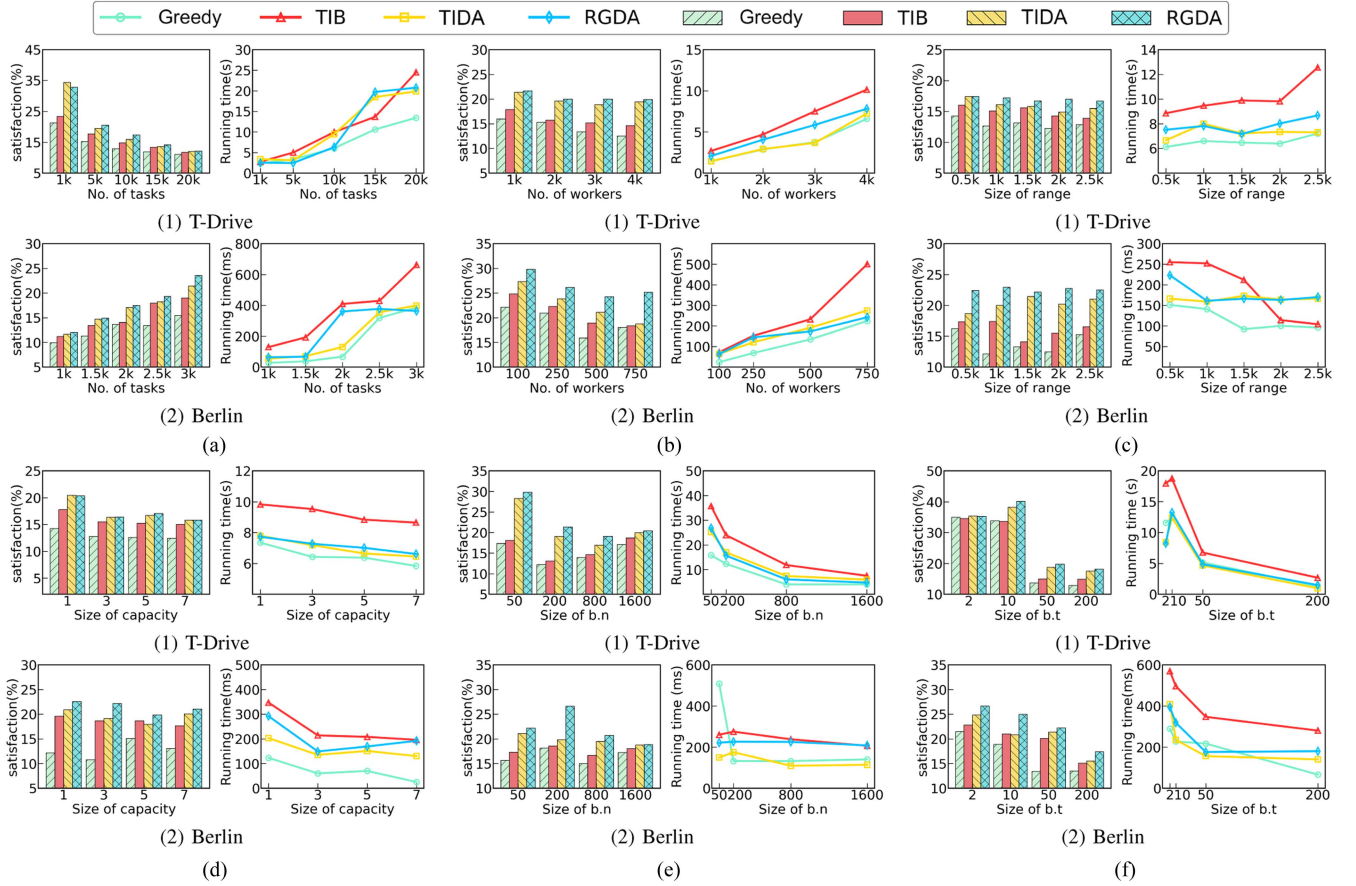 Greedy TIB TIDA RGDA Greedy TIB TIDA RGDA
satisfaction(%) 45 35 25 15 5 1k 5k 10k 15k 20k No. of tasks
Running time(s) 30 25 20 15 10 5 0 1k 5k 10k 15k 20k No. of tasks
(1) T-Drive
satisfaction(%) 30 25 20 15 10 5 1k 2k 3k 4k No. of workers
Running time(s) 15 10 5 0 1k 2k 3k 4k No. of workers
(1) T-Drive
satisfaction(%) 25 20 15 10 5 0.5k 1k 1.5k 2k 2.5k Size of range
Running time(s) 14 12 10 8 6 0.5k 1k 1.5k 2k 2.5k Size of range
(1) T-Drive
satisfaction(%) 30 25 20 15 10 5 1k 1.5k 2k 2.5k 3k No. of tasks
Running time(ms) 800 600 400 200 0 1k 1.5k 2k 2.5k 3k No. of tasks
(2) Berlin
(a)
satisfaction(%) 35 30 25 20 15 10 100 250 500 750 No. of workers
Running time(ms) 500 400 300 200 100 100 250 500 750 No. of workers
(2) Berlin
(b)
satisfaction(%) 30 25 20 15 10 0.5k 1k 1.5k 2k 2.5k Size of range
Running time(ms) 300 250 200 150 100 50 0.5k 1k 1.5k 2k 2.5k Size of range
(2) Berlin
(c)
satisfaction(%) 25 20 15 10 5 1 3 5 7 Size of capacity
Running time(s) 12 10 8 6 1 3 5 7 Size of capacity
(1) T-Drive
satisfaction(%) 35 30 25 20 15 10 5 50 200 800 1600 Size of b.n
Running time(s) 50 40 30 20 10 0 50 200 800 1600 Size of b.n
(1) T-Drive
satisfaction(%) 50 40 30 20 10 2 10 50 200 Size of b.t
Running time (s) 20 15 10 5 0 2 10 50 200 Size of b.t
(1) T-Drive
satisfaction(%) 30 25 20 15 10 5 1 3 5 7 Size of capacity
Running time(ms) 500 400 300 200 100 0 1 3 5 7 Size of capacity
(2) Berlin
(d)
satisfaction(%) 35 30 25 20 15 10 50 200 800 1600 Size of b.n
Running time (ms) 600 400 200 0 50 200 800 1600 Size of b.n
(2) Berlin
(e)
satisfaction(%) 35 30 25 20 15 10 2 10 50 200 Size of b.t
Running time (ms) 600 400 200 0 2 10 50 200 Size of b.t
(2) Berlin
(f)